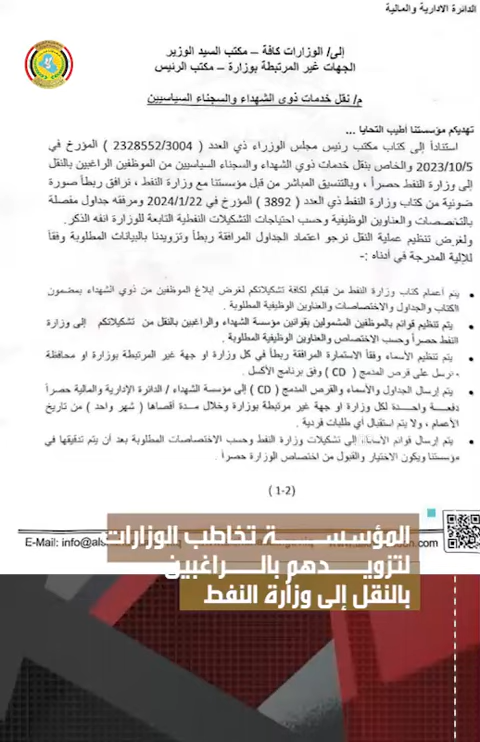 الدائرة الادارية والمالية
إلى/ الوزارات كافة – مكتب السيد الوزير
الجهات غير المرتبطة بوزارة – مكتب الرئيس
م/ نقل خدمات ذوي الشهداء والسجناء السياسيين
تهديكم مؤسستنا أطيب التحايا ...
استناداً إلى كتاب مكتب رئيس مجلس الوزراء ذي العدد ( 2328552/3004 ) المؤرخ في
2023/10/5 والخاص بنقل خدمات ذوي الشهداء والسجناء السياسيين من الموظفين الراغبين بالنقل
إلى وزارة النفط حصراً ، وبالتنسيق المباشر من قبل مؤسستنا مع وزارة النفط ، نرافق ربطاً صورة
ضوئية من كتاب وزارة النفط ذي العدد ( 3892 ) المؤرخ في 2024/1/22 ومرفقه جداول مفصلة
بالتخصصات والعناوين الوظيفية وحسب احتياجات التشكيلات النفطية التابعة للوزارة انفه الذكر.
ولغرض تنظيم عملية النقل نرجو اعتماد الجداول المرافقة ربطاً وتزويدنا بالبيانات المطلوبة وفقاً
للإلية المدرجة في أدناه :-
• يتم أعمام كتاب وزارة النفط من قبلكم لكافة تشكيلاتكم لغرض إبلاغ الموظفين من ذوي الشهداء بمضمون
الكتاب والجداول والاختصاصات والعناوين الوظيفية المطلوبة .
• يتم تنظيم قوائم بالموظفين المشمولين بقوانين مؤسسة الشهداء والراغبين بالنقل من تشكيلاتكم إلى وزارة
النفط حصراً وحسب الاختصاص والعناوين الوظيفية المطلوبة .
• يتم تنظيم الأسماء وفقاً الاستمارة المرافقة ربطاً في كل وزارة او جهة غير المرتبطة بوزارة او محافظة
وترسل على قرص المدمج ( CD ) وفق برنامج الأكسل .
• يتم إرسال الجداول والأسماء والقرص المدمج ( CD ) إلى مؤسسة الشهداء / الدائرة الإدارية والمالية حصراً
دفعة واحدة لكل وزارة او جهة غير مرتبطة بوزارة وخلال مدة أقصاها ( شهر واحد ) من تاريخ
الأعمام ، ولا يتم استقبال أي طلبات فردية .
• يتم إرسال قوائم الأسماء إلى تشكيلات وزارة النفط وحسب الاختصاصات المطلوبة بعد أن يتم تدقيقها في
مؤسستنا ويكون الاختيار والقبول من اختصاص الوزارة حصراً .
(1-2)
E-Mail: info@als
.com
المؤسســـة تخاطب الوزارات
لتزويـــدهم بالـــراغبين
بالنقل إلى وزارة النفط